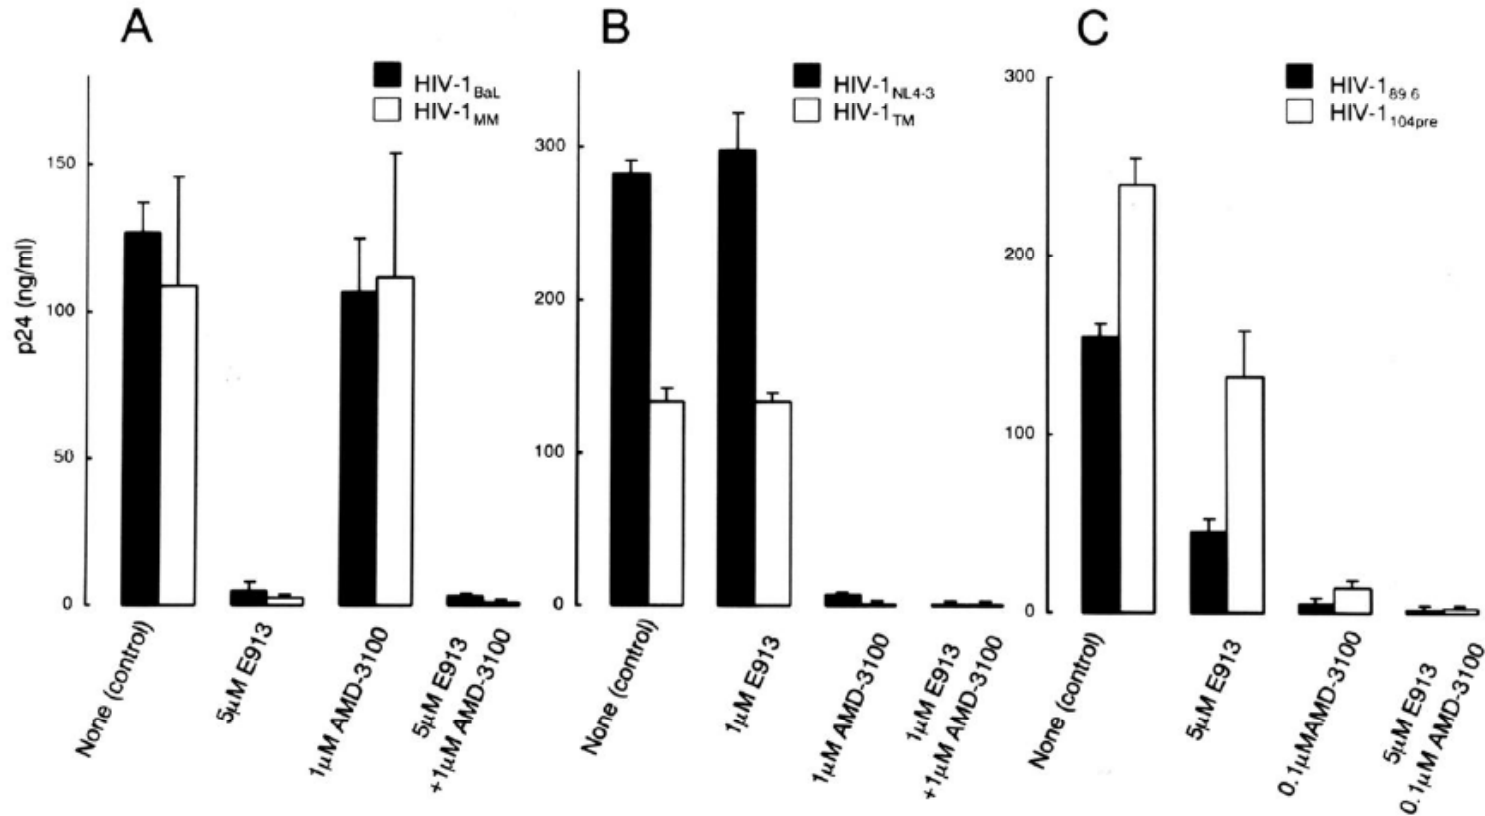 A
HIV-1BaL
HIV-1MM
p24 (ng/ml)
150
100
50
0
None (control)
5μM E913
1μM AMD-3100
5μM E913
+1μM AMD-3100
B
HIV-1NL4-3
HIV-1TM
300
200
100
0
None (control)
1μM E913
1μM AMD-3100
1μM E913
+1μM AMD-3100
C
HIV-189.6
HIV-1104pre
300
200
100
0
None (control)
5μM E913
0.1μMAMD-3100
5μM E913
0.1μM AMD-3100